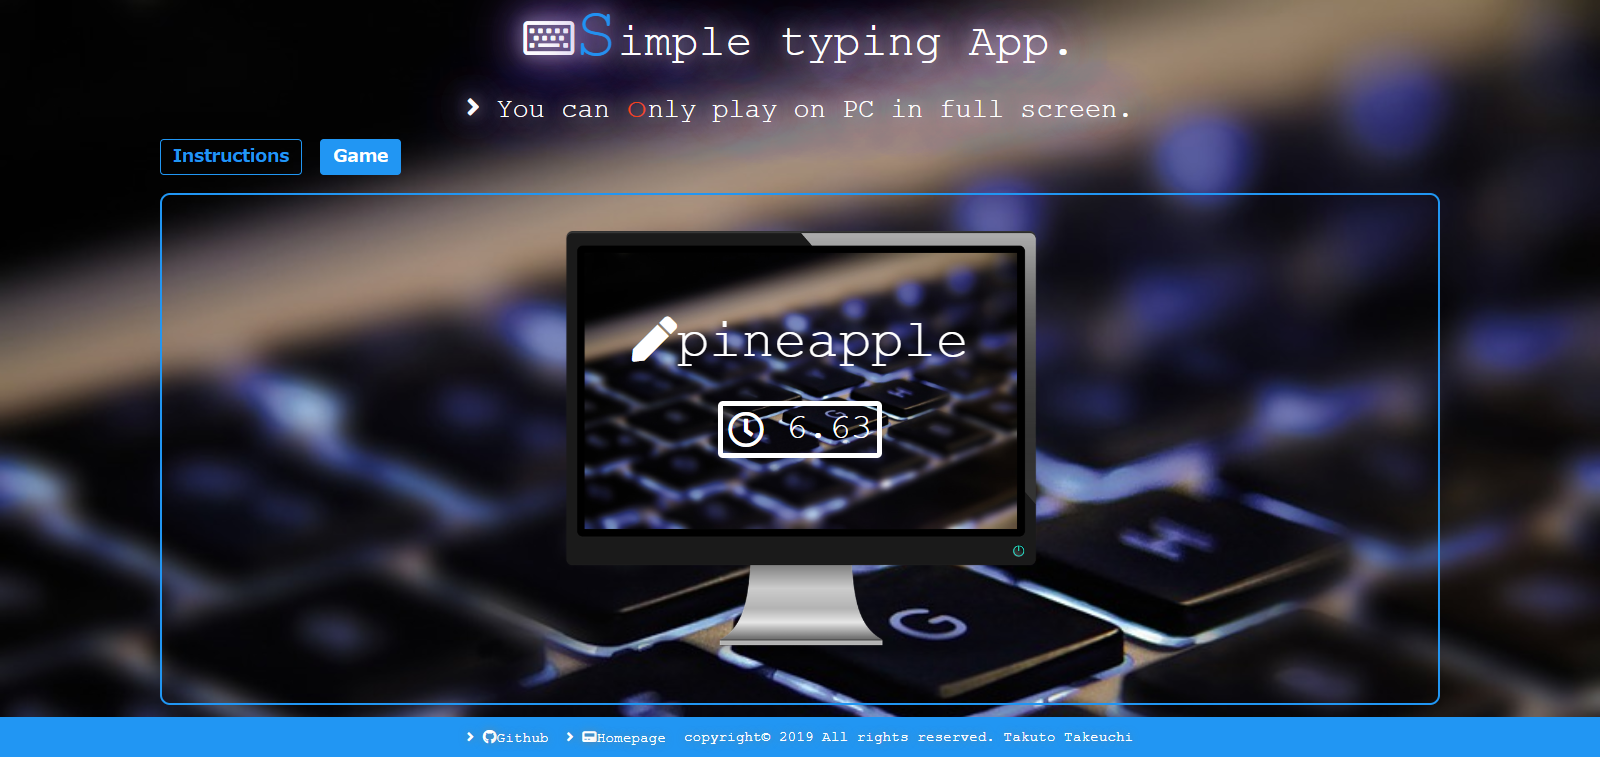 Simple typing App.
You can Only play on PC in full screen.
Instructions Game
pineapple
6.63
H
G
Github Homepage copyright© 2019 All rights reserved. Takuto Takeuchi